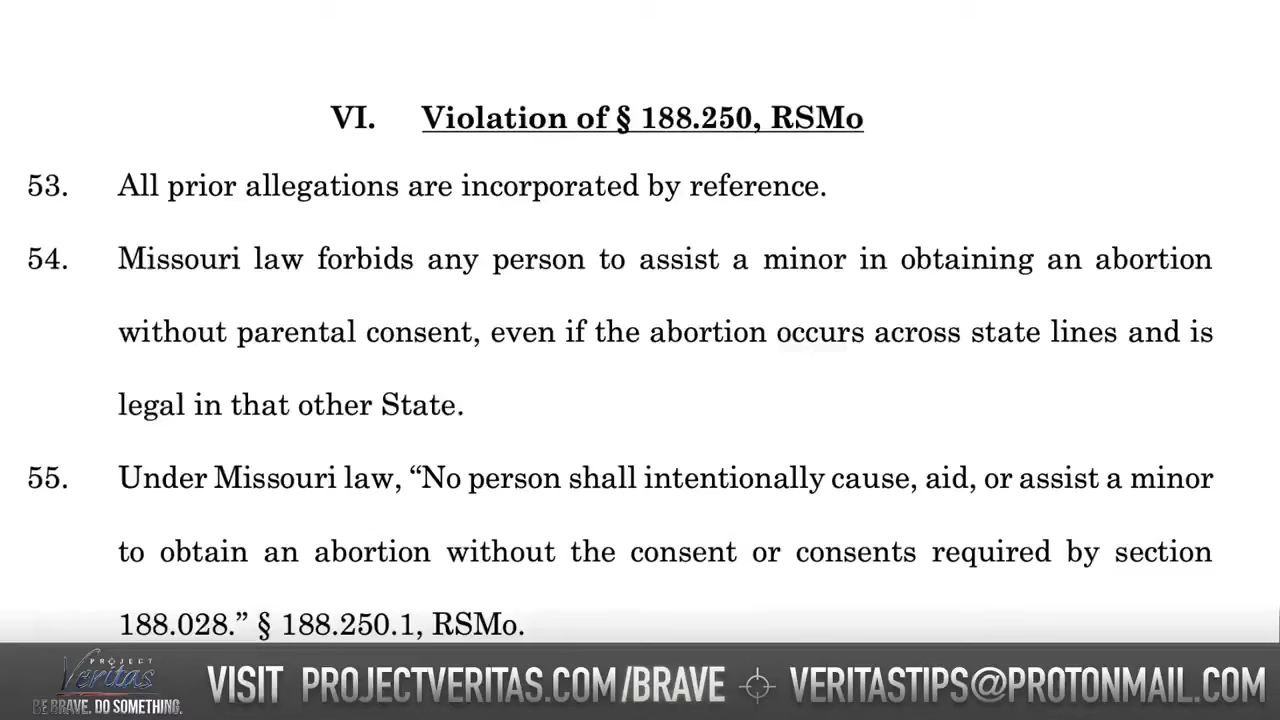 VI. Violation of § 188.250, RSMo
53. All prior allegations are incorporated by reference.
54. Missouri law forbids any person to assist a minor in obtaining an abortion
without parental consent, even if the abortion occurs across state lines and is
legal in that other State.
55. Under Missouri law, “No person shall intentionally cause, aid, or assist a minor
to obtain an abortion without the consent or consents required by section
188.028.” § 188.250.1, RSMo.
PROJECT
Veritas
BE BRAVE. DO SOMETHING.
VISIT PROJECTVERITAS.COM/BRAVE VERITASTIPS@PROTONMAIL.COM